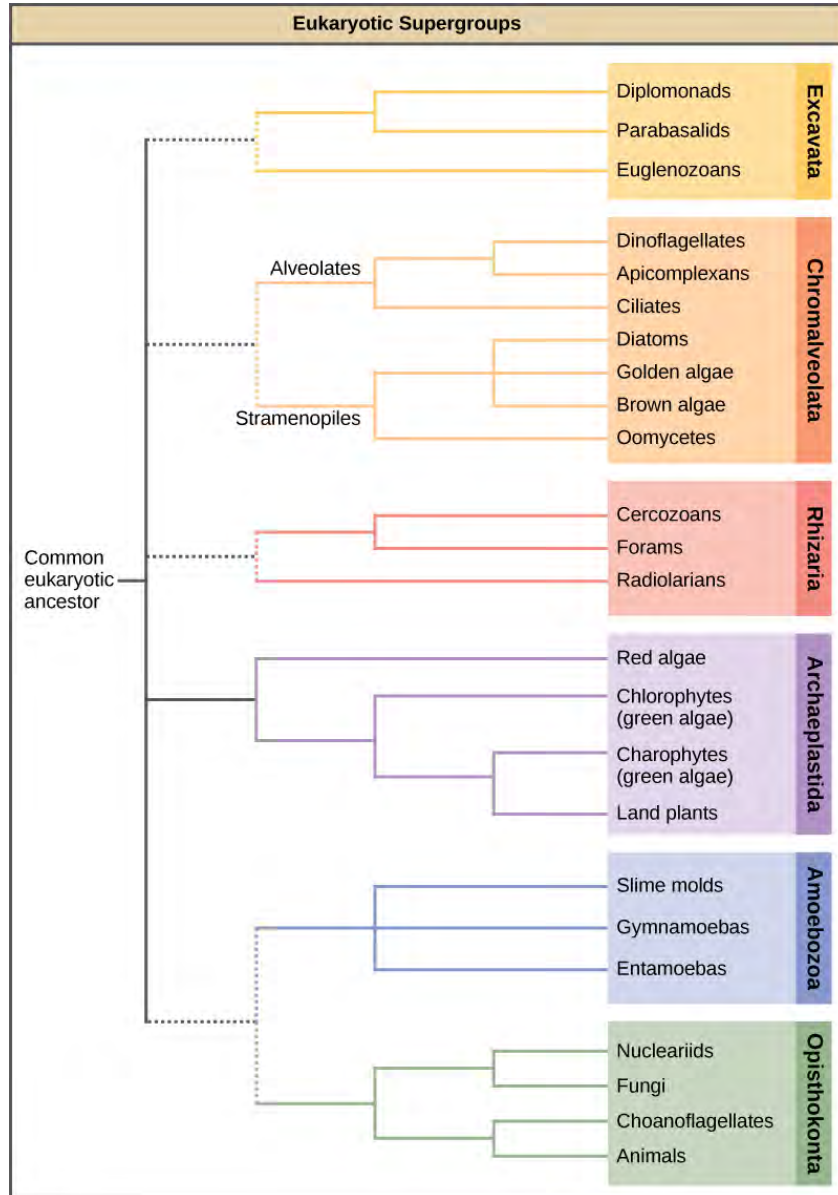 Eukaryotic Supergroups
Diplomonads
Parabasalids
Euglenozoans
Excavata
Alveolates
Dinoflagellates
Apicomplexans
Ciliates
Stramenopiles
Diatoms
Golden algae
Brown algae
Oomycetes
Chromalveolata
Cercozoans
Forams
Radiolarians
Rhizaria
Common
eukaryotic
ancestor
Red algae
Chlorophytes
(green algae)
Charophytes
(green algae)
Land plants
Archaeplastida
Slime molds
Gymnamoebas
Entamoebas
Amoebozoa
Nucleariids
Fungi
Choanoflagellates
Animals
Opisthokonta